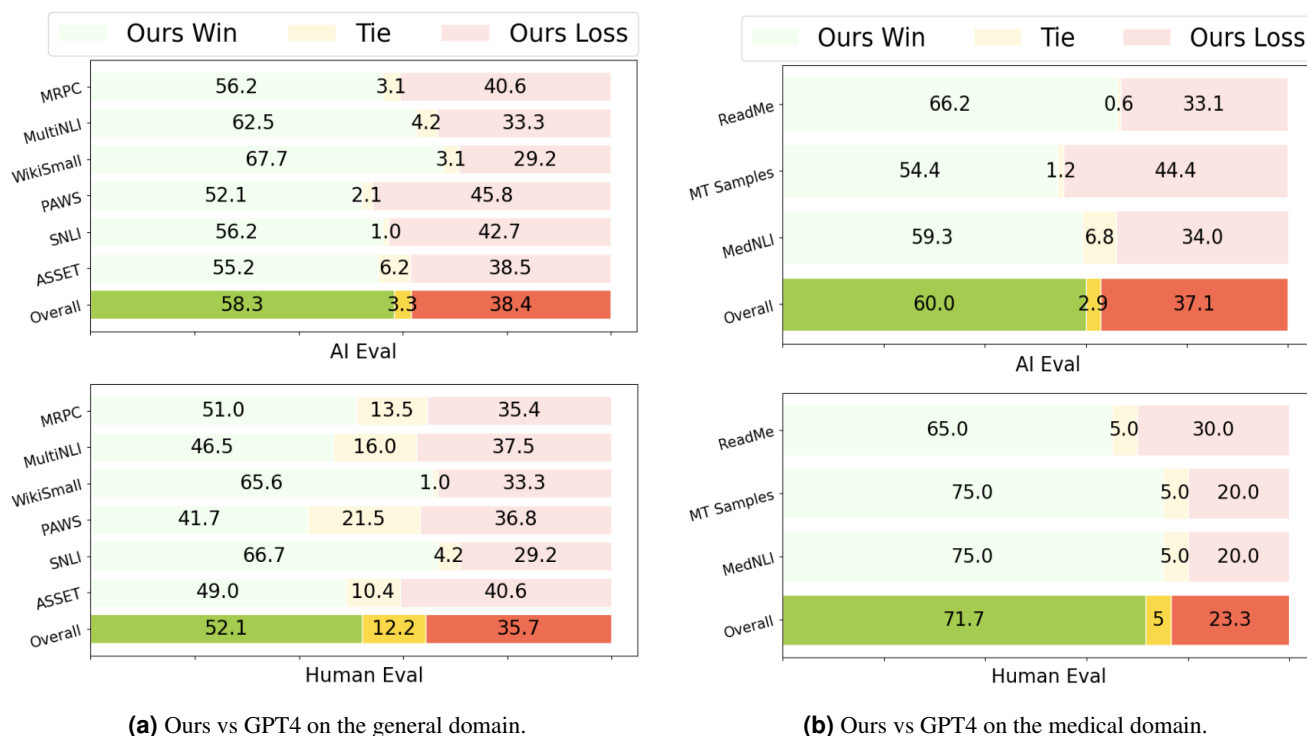 Ours Win Tie Ours Loss
MRPC 56.2 3.1 40.6
MultiNLI 62.5 4.2 33.3
WikiSmall 67.7 3.1 29.2
PAWS 52.1 2.1 45.8
SNLI 56.2 1.0 42.7
ASSET 55.2 6.2 38.5
Overall 58.3 3.3 38.4
AI Eval
MRPC 51.0 13.5 35.4
MultiNLI 46.5 16.0 37.5
WikiSmall 65.6 1.0 33.3
PAWS 41.7 21.5 36.8
SNLI 66.7 4.2 29.2
ASSET 49.0 10.4 40.6
Overall 52.1 12.2 35.7
Human Eval
(a) Ours vs GPT4 on the general domain.
Ours Win Tie Ours Loss
ReadMe 66.2 0.6 33.1
MT Samples 54.4 1.2 44.4
MedNLI 59.3 6.8 34.0
Overall 60.0 2.9 37.1
AI Eval
ReadMe 65.0 5.0 30.0
MT Samples 75.0 5.0 20.0
MedNLI 75.0 5.0 20.0
Overall 71.7 5 23.3
Human Eval
(b) Ours vs GPT4 on the medical domain.